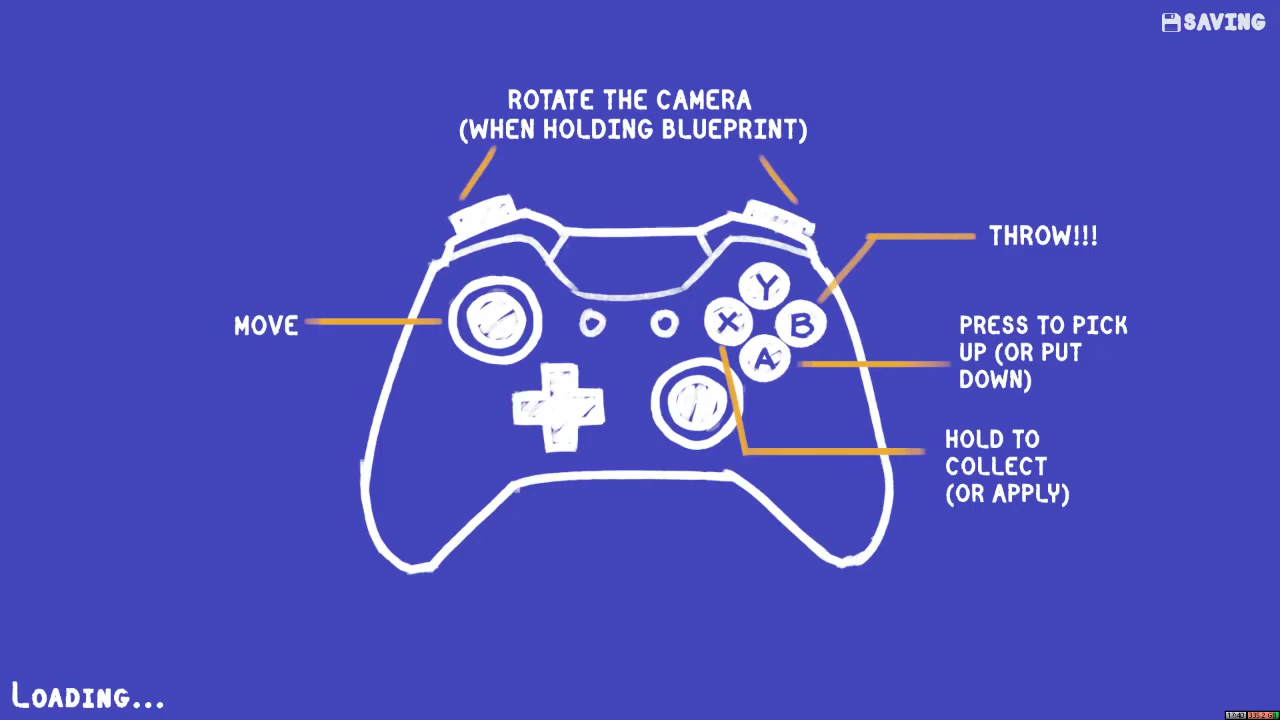 SAVING
ROTATE THE CAMERA
(WHEN HOLDING BLUEPRINT)
THROW!!!
Y
X
B
A
MOVE
PRESS TO PICK
UP (OR PUT
DOWN)
HOLD TO
COLLECT
(OR APPLY)
LOADING...